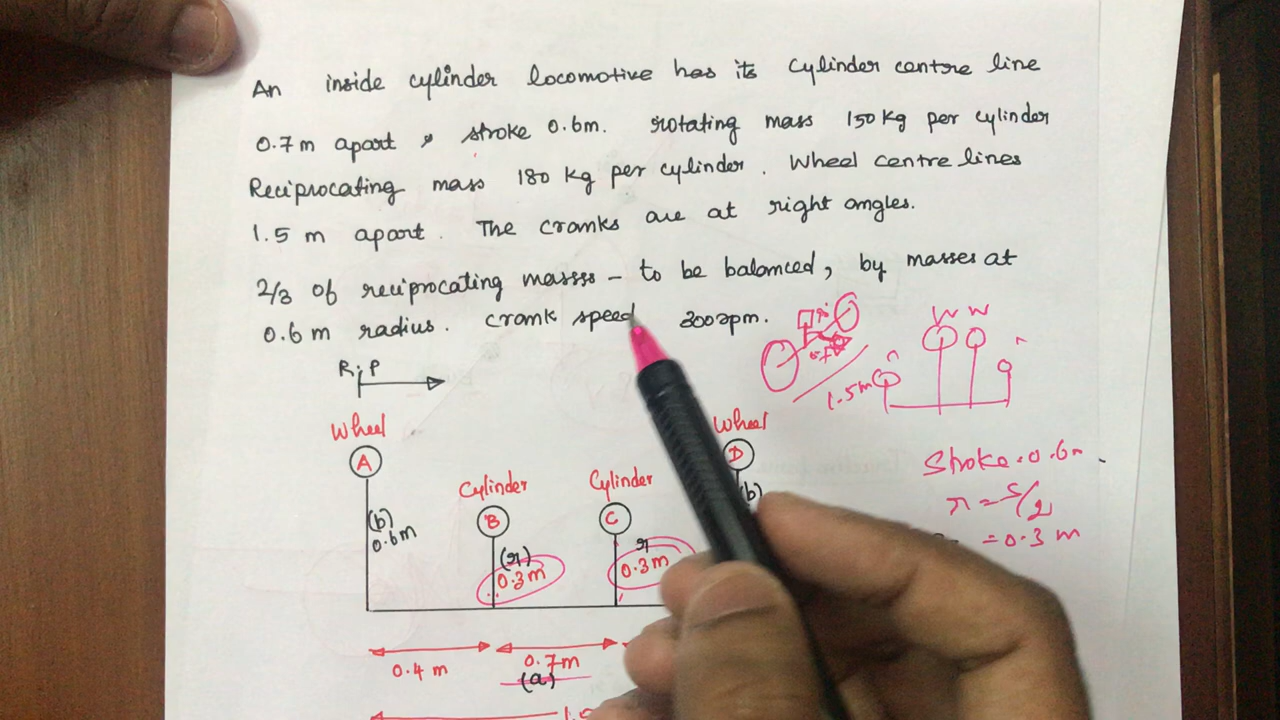 An inside cylinder locomotive has its cylinder centre line
0.7 m apart & stroke 0.6m. rotating mass 150 Kg per cylinder
Reciprocating mass 180 Kg per cylinder. Wheel centre lines
1.5 m apart. The cranks are at right angles.
2/3 of reciprocating masses – to be balanced, by masses at
0.6 m radius. Crank speed 300 rpm.
R.P
1.5m
Wheel
A
(b)
0.6m
Cylinder
B
(r)
0.3m
Cylinder
C
r
0.3m
Wheel
D
(b)
Stroke = 0.6m
r = S/2
= 0.3 m
0.4 m
0.7m
(a)